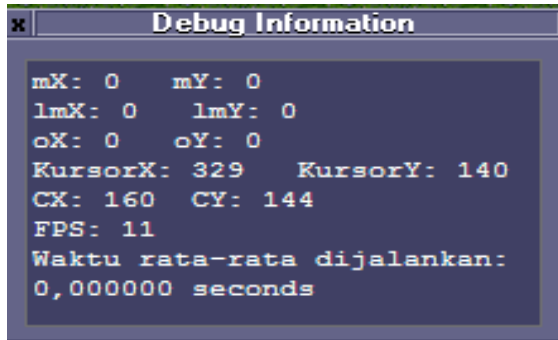 x Debug Information
mX: 0 mY: 0
lmX: 0 lmY: 0
oX: 0 oY: 0
KursorX: 329 KursorY: 140
CX: 160 CY: 144
FPS: 11
Waktu rata-rata dijalankan:
0,000000 seconds